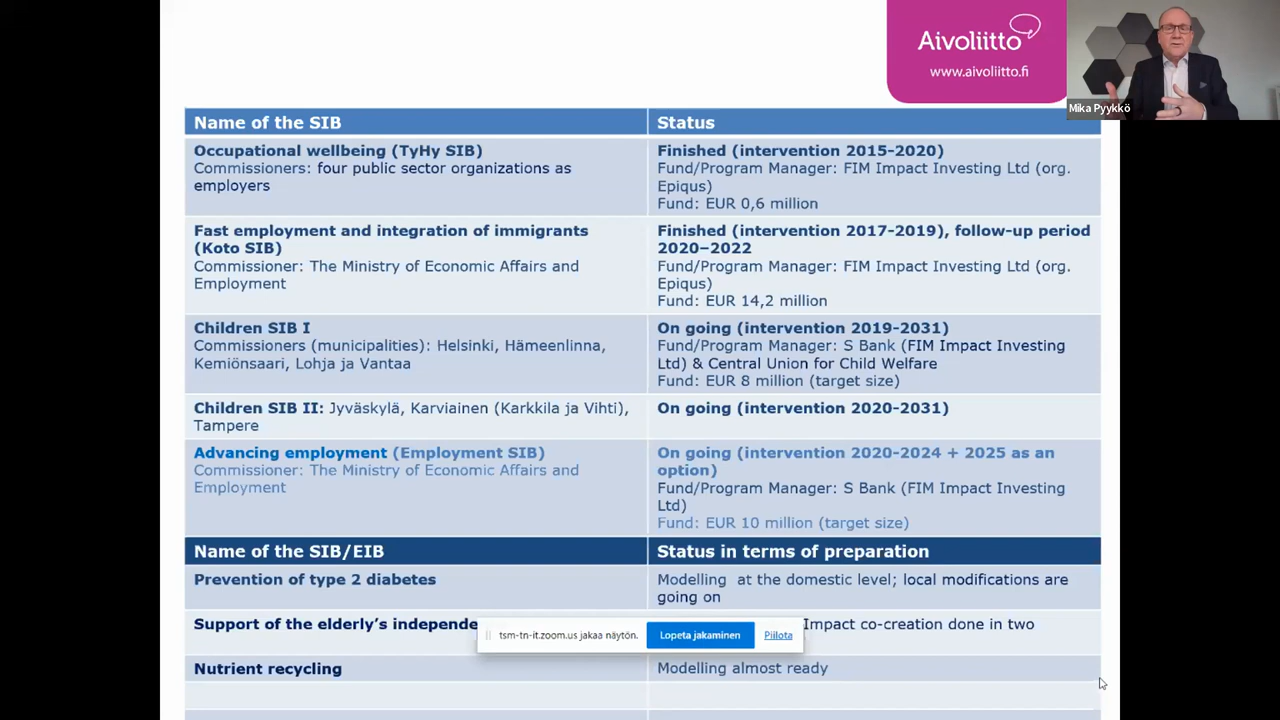 Aivoliitto
www.aivoliitto.fi
Mika Pyykkö
Name of the SIB
Status
Occupational wellbeing (TyHy SIB)
Commissioners: four public sector organizations as
employers
Finished (intervention 2015-2020)
Fund/Program Manager: FIM Impact Investing Ltd (org.
Epiqus)
Fund: EUR 0,6 million
Fast employment and integration of immigrants
(Koto SIB)
Commissioner: The Ministry of Economic Affairs and
Employment
Finished (intervention 2017-2019), follow-up period
2020–2022
Fund/Program Manager: FIM Impact Investing Ltd (org.
Epiqus)
Fund: EUR 14,2 million
Children SIB I
Commissioners (municipalities): Helsinki, Hämeenlinna,
Kemiönsaari, Lohja ja Vantaa
On going (intervention 2019-2031)
Fund/Program Manager: S Bank (FIM Impact Investing
Ltd) & Central Union for Child Welfare
Fund: EUR 8 million (target size)
Children SIB II: Jyväskylä, Karviainen (Karkkila ja Vihti),
Tampere
On going (intervention 2020-2031)
Advancing employment (Employment SIB)
Commissioner: The Ministry of Economic Affairs and
Employment
On going (intervention 2020-2024 + 2025 as an
option)
Fund/Program Manager: S Bank (FIM Impact Investing
Ltd)
Fund: EUR 10 million (target size)
Name of the SIB/EIB
Status in terms of preparation
Prevention of type 2 diabetes
Modelling at the domestic level; local modifications are
going on
Support of the elderly’s independe
Impact co-creation done in two
tsm-tn-it.zoom.us jakaa näytön.
Lopeta jakaminen
Piilota
Nutrient recycling
Modelling almost ready